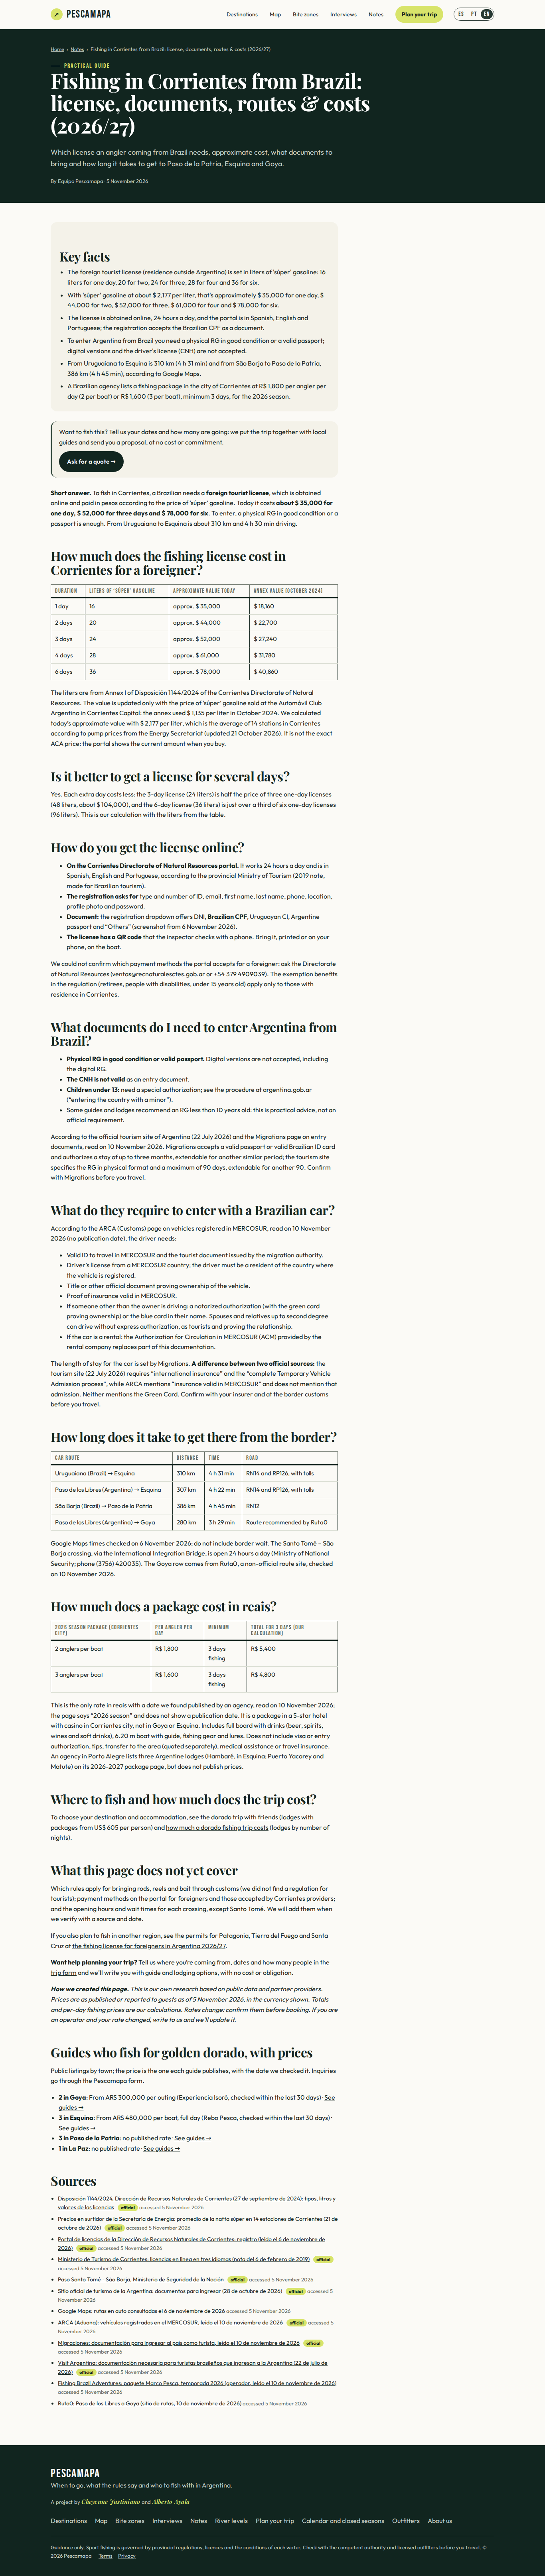 PESCAMAPA
Destinations Map Bite zones Interviews Notes Plan your trip ES PT EN
Home › Notes › Fishing in Corrientes from Brazil: license, documents, routes & costs (2026/27)
PRACTICAL GUIDE
Fishing in Corrientes from Brazil:
license, documents, routes & costs
(2026/27)
Which license an angler coming from Brazil needs, approximate cost, what documents to
bring and how long it takes to get to Paso de la Patria, Esquina and Goya.
By Equipo Pescamapa · 5 November 2026
Key facts
• The foreign tourist license (residence outside Argentina) is set in liters of 'súper' gasoline: 16
liters for one day, 20 for two, 24 for three, 28 for four and 36 for six.
• With 'súper' gasoline at about $ 2,177 per liter, that's approximately $ 35,000 for one day, $
44,000 for two, $ 52,000 for three, $ 61,000 for four and $ 78,000 for six.
• The license is obtained online, 24 hours a day, and the portal is in Spanish, English and
Portuguese; the registration accepts the Brazilian CPF as a document.
• To enter Argentina from Brazil you need a physical RG in good condition or a valid passport;
digital versions and the driver's license (CNH) are not accepted.
• From Uruguaiana to Esquina is 310 km (4 h 31 min) and from São Borja to Paso de la Patria,
386 km (4 h 45 min), according to Google Maps.
• A Brazilian agency lists a fishing package in the city of Corrientes at R$ 1,800 per angler per
day (2 per boat) or R$ 1,600 (3 per boat), minimum 3 days, for the 2026 season.
Want to fish this? Tell us your dates and how many are going: we put the trip together with local
guides and send you a proposal, at no cost or commitment.
Ask for a quote →
Short answer. To fish in Corrientes, a Brazilian needs a foreign tourist license, which is obtained
online and paid in pesos according to the price of 'súper' gasoline. Today it costs about $ 35,000 for
one day, $ 52,000 for three days and $ 78,000 for six. To enter, a physical RG in good condition or a
passport is enough. From Uruguaiana to Esquina is about 310 km and 4 h 30 min driving.
How much does the fishing license cost in
Corrientes for a foreigner?
DURATION LITERS OF 'SÚPER' GASOLINE APPROXIMATE VALUE TODAY ANNEX VALUE (OCTOBER 2024)
1 day 16 approx. $ 35,000 $ 18,160
2 days 20 approx. $ 44,000 $ 22,700
3 days 24 approx. $ 52,000 $ 27,240
4 days 28 approx. $ 61,000 $ 31,780
6 days 36 approx. $ 78,000 $ 40,860
The liters are from Annex I of Disposición 1144/2024 of the Corrientes Directorate of Natural
Resources. The value is updated only with the price of 'súper' gasoline sold at the Automóvil Club
Argentino in Corrientes Capital: the annex used $ 1,135 per liter in October 2024. We calculated
today's approximate value with $ 2,177 per liter, which is the average of 14 stations in Corrientes
according to pump prices from the Energy Secretariat (updated 21 October 2026). It is not the exact
ACA price: the portal shows the current amount when you buy.
Is it better to get a license for several days?
Yes. Each extra day costs less: the 3-day license (24 liters) is half the price of three one-day licenses
(48 liters, about $ 104,000), and the 6-day license (36 liters) is just over a third of six one-day licenses
(96 liters). This is our calculation with the liters from the table.
How do you get the license online?
• On the Corrientes Directorate of Natural Resources portal. It works 24 hours a day and is in
Spanish, English and Portuguese, according to the provincial Ministry of Tourism (2019 note,
made for Brazilian tourism).
• The registration asks for type and number of ID, email, first name, last name, phone, location,
profile photo and password.
• Document: the registration dropdown offers DNI, Brazilian CPF, Uruguayan CI, Argentine
passport and "Others" (screenshot from 6 November 2026).
• The license has a QR code that the inspector checks with a phone. Bring it, printed or on your
phone, on the boat.
We could not confirm which payment methods the portal accepts for a foreigner: ask the Directorate
of Natural Resources (ventas@recnaturalesctes.gob.ar or +54 379 4909039). The exemption benefits
in the regulation (retirees, people with disabilities, under 15 years old) apply only to those with
residence in Corrientes.
What documents do I need to enter Argentina from
Brazil?
• Physical RG in good condition or valid passport. Digital versions are not accepted, including
the digital RG.
• The CNH is not valid as an entry document.
• Children under 13: need a special authorization; see the procedure at argentina.gob.ar
("entering the country with a minor").
• Some guides and lodges recommend an RG less than 10 years old: this is practical advice, not an
official requirement.
According to the official tourism site of Argentina (22 July 2026) and the Migrations page on entry
documents, read on 10 November 2026. Migrations accepts a valid passport or valid Brazilian ID card
and authorizes a stay of up to three months, extendable for another similar period; the tourism site
specifies the RG in physical format and a maximum of 90 days, extendable for another 90. Confirm
with Migrations before you travel.
What do they require to enter with a Brazilian car?
According to the ARCA (Customs) page on vehicles registered in MERCOSUR, read on 10 November
2026 (no publication date), the driver needs:
• Valid ID to travel in MERCOSUR and the tourist document issued by the migration authority.
• Driver's license from a MERCOSUR country; the driver must be a resident of the country where
the vehicle is registered.
• Title or other official document proving ownership of the vehicle.
• Proof of insurance valid in MERCOSUR.
• If someone other than the owner is driving: a notarized authorization (with the green card
proving ownership) or the blue card in their name. Spouses and relatives up to second degree
can drive without express authorization, as tourists and proving the relationship.
• If the car is a rental: the Authorization for Circulation in MERCOSUR (ACM) provided by the
rental company replaces part of this documentation.
The length of stay for the car is set by Migrations. A difference between two official sources: the
tourism site (22 July 2026) requires "international insurance" and the "complete Temporary Vehicle
Admission process", while ARCA mentions "insurance valid in MERCOSUR" and does not mention that
admission. Neither mentions the Green Card. Confirm with your insurer and at the border customs
before you travel.
How long does it take to get there from the border?
CAR ROUTE DISTANCE TIME ROAD
Uruguaiana (Brazil) → Esquina 310 km 4 h 31 min RN14 and RP126, with tolls
Paso de los Libres (Argentina) → Esquina 307 km 4 h 22 min RN14 and RP126, with tolls
São Borja (Brazil) → Paso de la Patria 386 km 4 h 45 min RN12
Paso de los Libres (Argentina) → Goya 280 km 3 h 29 min Route recommended by Ruta0
Google Maps times checked on 6 November 2026; do not include border wait. The Santo Tomé – São
Borja crossing, via the International Integration Bridge, is open 24 hours a day (Ministry of National
Security; phone (3756) 420035). The Goya row comes from Ruta0, a non-official route site, checked
on 10 November 2026.
How much does a package cost in reais?
2026 SEASON PACKAGE (CORRIENTES CITY) PER ANGLER PER DAY MINIMUM TOTAL FOR 3 DAYS (OUR CALCULATION)
2 anglers per boat R$ 1,800 3 days fishing R$ 5,400
3 anglers per boat R$ 1,600 3 days fishing R$ 4,800
This is the only rate in reais with a date we found published by an agency, read on 10 November 2026;
the page says "2026 season" and does not show a publication date. It is a package in a 5-star hotel
with casino in Corrientes city, not in Goya or Esquina. Includes full board with drinks (beer, spirits,
wines and soft drinks), 6.20 m boat with guide, fishing gear and lures. Does not include visa or entry
authorization, tips, transfer to the area (quoted separately), medical assistance or travel insurance.
An agency in Porto Alegre lists three Argentine lodges (Hambaré, in Esquina; Puerto Yacarey and
Matute) on its 2026-2027 package page, but does not publish prices.
Where to fish and how much does the trip cost?
To choose your destination and accommodation, see the dorado trip with friends (lodges with
packages from US$ 605 per person) and how much a dorado fishing trip costs (lodges by number of
nights).
What this page does not yet cover
Which rules apply for bringing rods, reels and bait through customs (we did not find a regulation for
tourists); payment methods on the portal for foreigners and those accepted by Corrientes providers;
and the opening hours and wait times for each crossing, except Santo Tomé. We will add them when
we verify with a source and date.
If you also plan to fish in another region, see the permits for Patagonia, Tierra del Fuego and Santa
Cruz at the fishing license for foreigners in Argentina 2026/27.
Want help planning your trip? Tell us where you're coming from, dates and how many people in the
trip form and we'll write you with guide and lodging options, with no cost or obligation.
How we created this page. This is our own research based on public data and partner providers.
Prices are as published or reported to guests as of 5 November 2026, in the currency shown. Totals
and per-day fishing prices are our calculations. Rates change: confirm them before booking. If you are
an operator and your rate changed, write to us and we'll update it.
Guides who fish for golden dorado, with prices
Public listings by town; the price is the one each guide publishes, with the date we checked it. Inquiries
go through the Pescamapa form.
• 2 in Goya: From ARS 300,000 per outing (Experiencia Isoró, checked within the last 30 days) · See
guides →
• 3 in Esquina: From ARS 480,000 per boat, full day (Rebo Pesca, checked within the last 30 days) ·
See guides →
• 3 in Paso de la Patria: no published rate · See guides →
• 1 in La Paz: no published rate · See guides →
Sources
• Disposición 1144/2024, Dirección de Recursos Naturales de Corrientes (27 de septiembre de 2024): tipos, litros y
valores de las licencias official accessed 5 November 2026
• Precios en surtidor de la Secretaría de Energía: promedio de la nafta súper en 14 estaciones de Corrientes (21 de
octubre de 2026) official accessed 5 November 2026
• Portal de licencias de la Dirección de Recursos Naturales de Corrientes: registro (leído el 6 de noviembre de
2026) official accessed 5 November 2026
• Ministerio de Turismo de Corrientes: licencias en línea en tres idiomas (nota del 6 de febrero de 2019) official
accessed 5 November 2026
• Paso Santo Tomé - São Borja, Ministerio de Seguridad de la Nación official accessed 5 November 2026
• Sitio oficial de turismo de la Argentina: documentos para ingresar (28 de octubre de 2026) official accessed 5
November 2026
• Google Maps: rutas en auto consultadas el 6 de noviembre de 2026 accessed 5 November 2026
• ARCA (Aduana): vehículos registrados en el MERCOSUR, leído el 10 de noviembre de 2026 official accessed 5
November 2026
• Migraciones: documentación para ingresar al país como turista, leído el 10 de noviembre de 2026 official
accessed 5 November 2026
• Visit Argentina: documentación necesaria para turistas brasileños que ingresan a la Argentina (22 de julio de
2026) official accessed 5 November 2026
• Fishing Brazil Adventures: paquete Marco Pesca, temporada 2026 (operador, leído el 10 de noviembre de 2026)
accessed 5 November 2026
• Ruta0: Paso de los Libres a Goya (sitio de rutas, 10 de noviembre de 2026) accessed 5 November 2026
PESCAMAPA
When to go, what the rules say and who to fish with in Argentina.
A project by Cheyenne Justiniano and Alberto Ayala
Destinations Map Bite zones Interviews Notes River levels Plan your trip Calendar and closed seasons Outfitters About us
Guidance only. Sport fishing is governed by provincial regulations, licences and the conditions of each water. Check with the competent authority and licensed outfitters before you travel. ©
2026 Pescamapa Terms Privacy